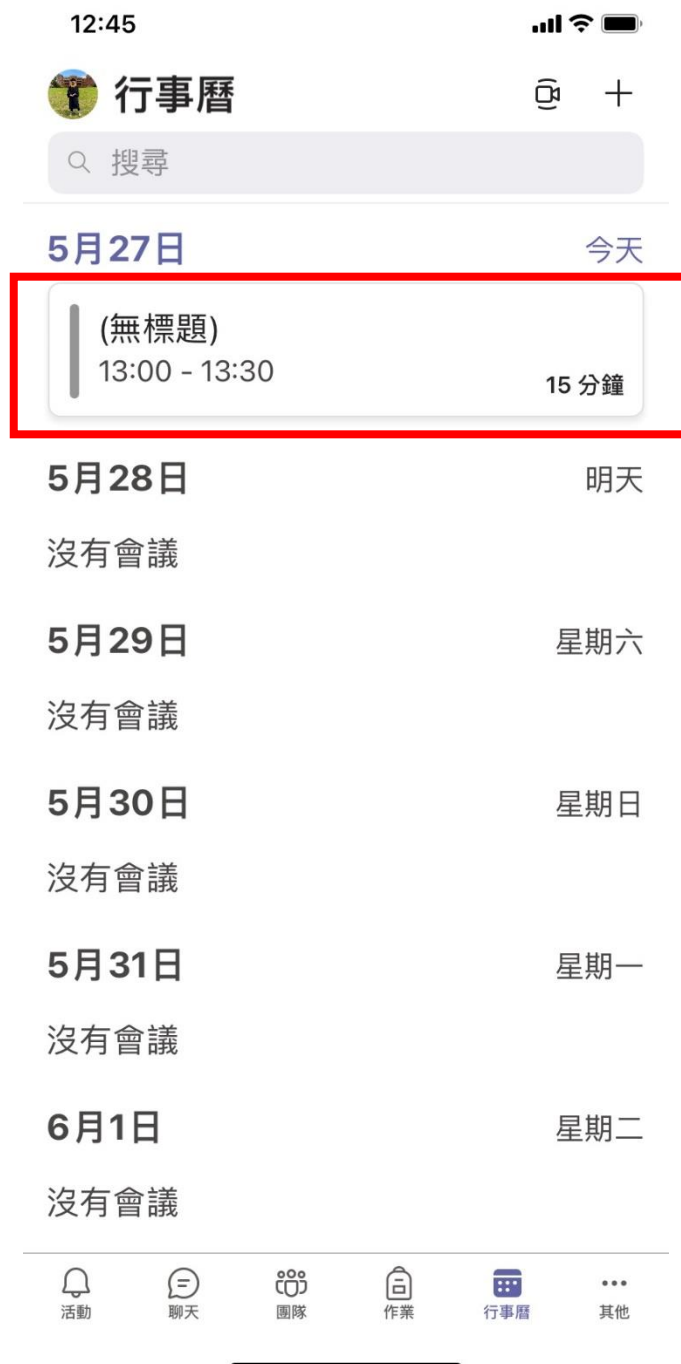 12:45
行事曆
搜尋
5月27日 今天
(無標題)
13:00 - 13:30
15 分鐘
5月28日 明天
沒有會議
5月29日 星期六
沒有會議
5月30日 星期日
沒有會議
5月31日 星期一
沒有會議
6月1日 星期二
沒有會議
活動 聊天 團隊 作業 行事曆 其他